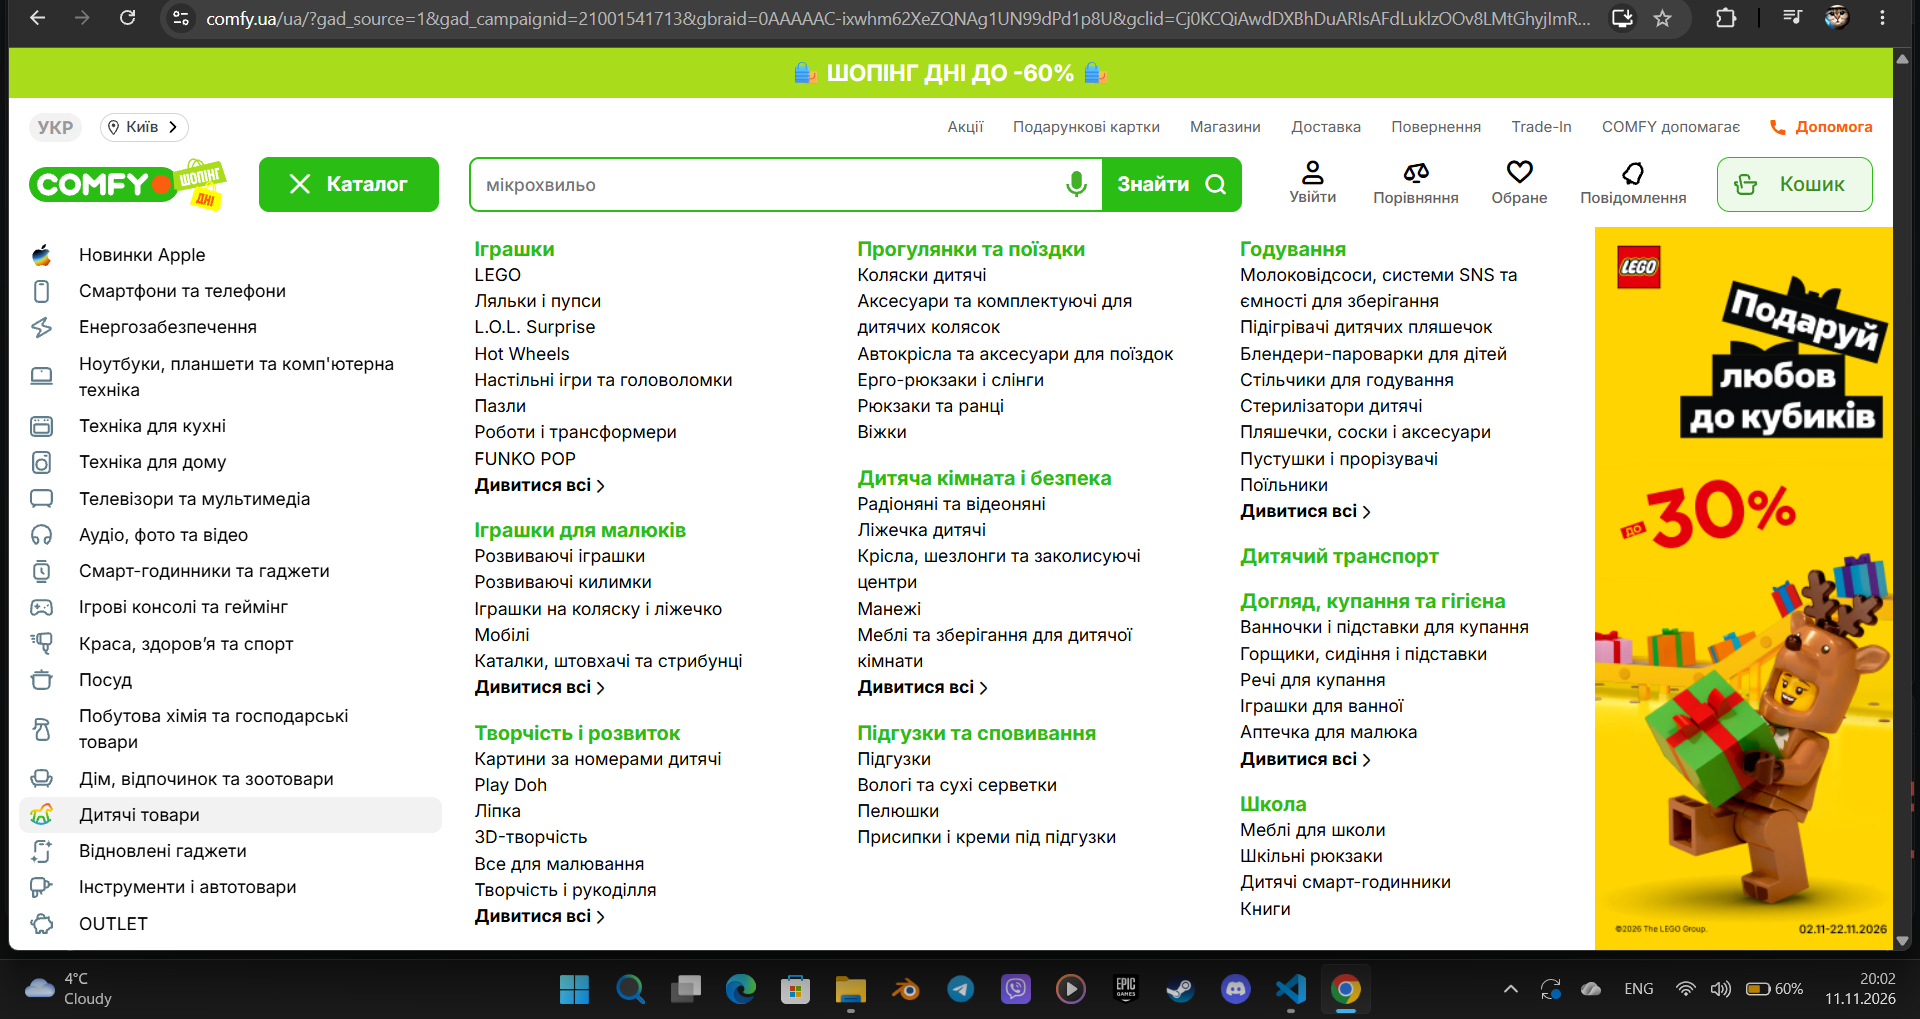 comfy.ua/ua/?gad_source=1&gad_campaignid=21001541713&gbraid=0AAAAAC-ixwhm62XeZQNAg1UN99dPd1p8U&gclid=Cj0KCQiAwdDXBhDuARIsAFdLuklzOOv8LMtGhyjImR...
ШОПІНГ ДНІ ДО -60%
УКР
Київ
Акції
Подарункові картки
Магазини
Доставка
Повернення
Trade-In
COMFY допомагає
Допомога
COMFY
ШОПІНГ
ДНІ
Каталог
мікрохвильо
Знайти
Увійти
Порівняння
Обране
Повідомлення
Кошик
Новинки Apple
Смартфони та телефони
Енергозабезпечення
Ноутбуки, планшети та комп'ютерна
техніка
Техніка для кухні
Техніка для дому
Телевізори та мультимедіа
Аудіо, фото та відео
Смарт-годинники та гаджети
Ігрові консолі та геймінг
Краса, здоров’я та спорт
Посуд
Побутова хімія та господарські
товари
Дім, відпочинок та зоотовари
Дитячі товари
Відновлені гаджети
Інструменти і автотовари
OUTLET
Іграшки
LEGO
Ляльки і пупси
L.O.L. Surprise
Hot Wheels
Настільні ігри та головоломки
Пазли
Роботи і трансформери
FUNKO POP
Дивитися всі
Іграшки для малюків
Розвиваючі іграшки
Розвиваючі килимки
Іграшки на коляску і ліжечко
Мобілі
Каталки, штовхачі та стрибунці
Дивитися всі
Творчість і розвиток
Картини за номерами дитячі
Play Doh
Ліпка
3D-творчість
Все для малювання
Творчість і рукоділля
Дивитися всі
Прогулянки та поїздки
Коляски дитячі
Аксесуари та комплектуючі для
дитячих колясок
Автокрісла та аксесуари для поїздок
Ерго-рюкзаки і слінги
Рюкзаки та ранці
Віжки
Дитяча кімната і безпека
Радіоняні та відеоняні
Ліжечка дитячі
Крісла, шезлонги та заколисуючі
центри
Манежі
Меблі та зберігання для дитячої
кімнати
Дивитися всі
Підгузки та сповивання
Підгузки
Вологі та сухі серветки
Пелюшки
Присипки і креми під підгузки
Годування
Молоковідсоси, системи SNS та
ємності для зберігання
Підігрівачі дитячих пляшечок
Блендери-пароварки для дітей
Стільчики для годування
Стерилізатори дитячі
Пляшечки, соски і аксесуари
Пустушки і прорізувачі
Поїльники
Дивитися всі
Дитячий транспорт
Догляд, купання та гігієна
Ванночки і підставки для купання
Горщики, сидіння і підставки
Речі для купання
Іграшки для ванної
Аптечка для малюка
Дивитися всі
Школа
Меблі для школи
Шкільні рюкзаки
Дитячі смарт-годинники
Книги
LEGO
Подаруй
любов
до кубиків
до -30%
©2026 The LEGO Group.
02.11-22.11.2026
4°C
Cloudy
EPIC
GAMES
ENG
60%
20:02
11.11.2026